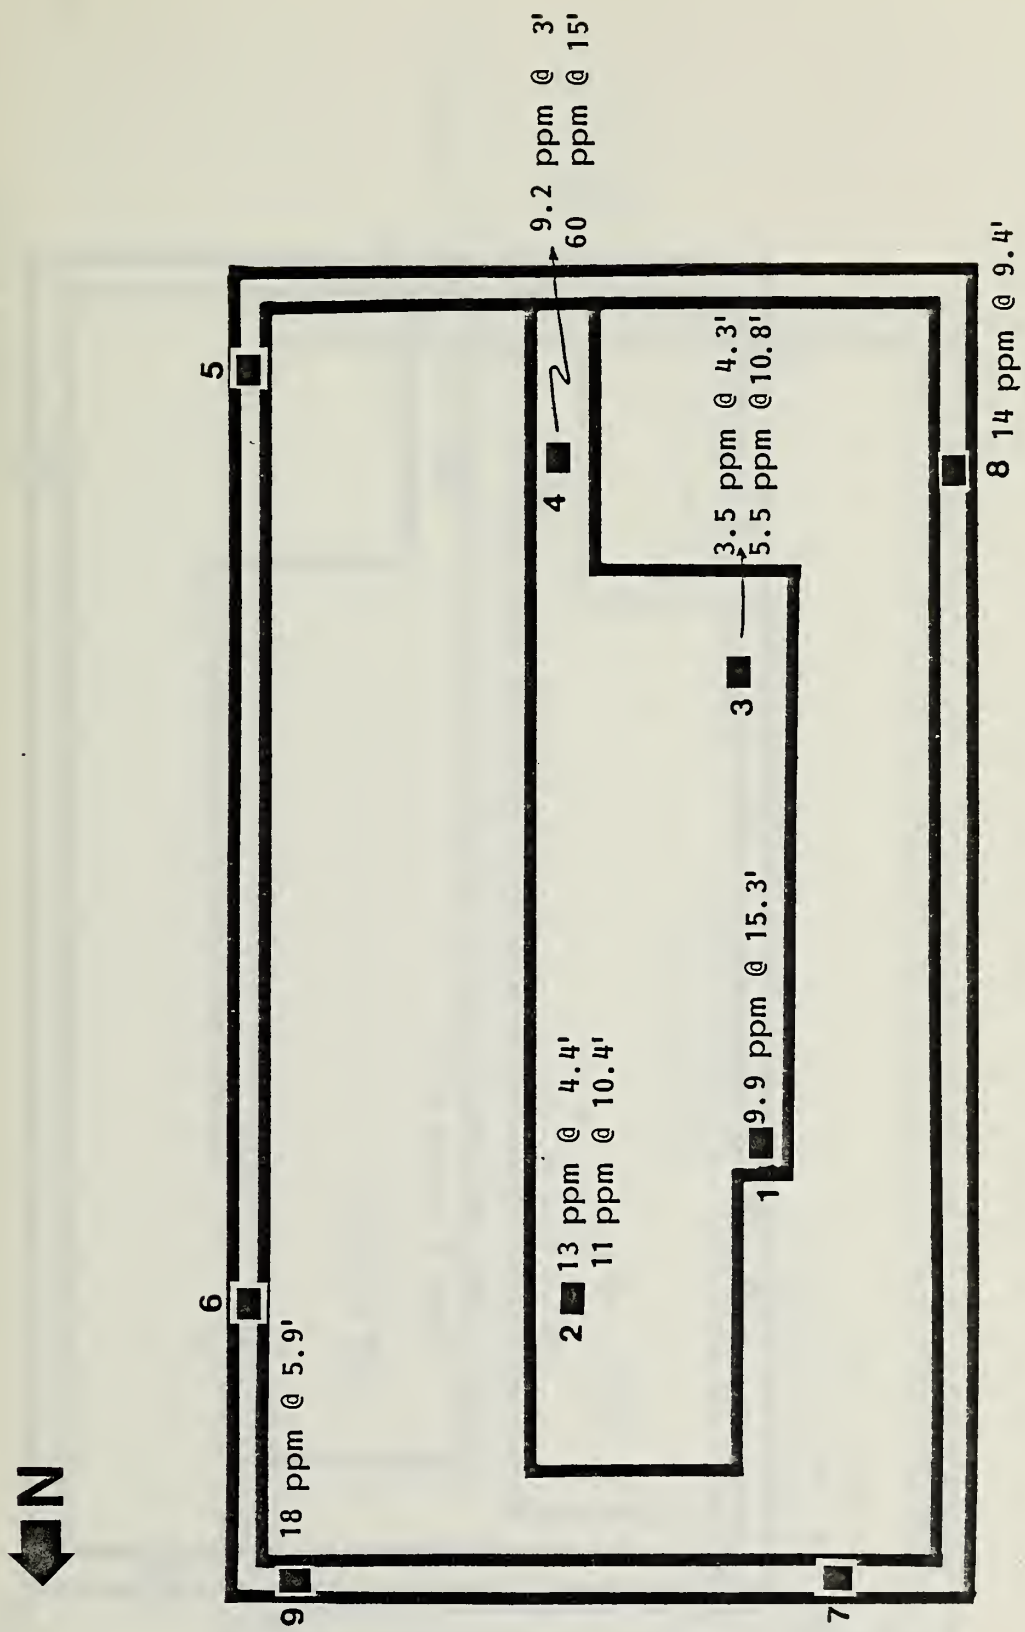 N
6
5
9
18 ppm @ 5.9'
2
13 ppm @ 4.4'
11 ppm @ 10.4'
4
9.2 ppm @ 3'
60 ppm @ 15'
1
9.9 ppm @ 15.3'
3
3.5 ppm @ 4.3'
5.5 ppm @ 10.8'
7
8 14 ppm @ 9.4'